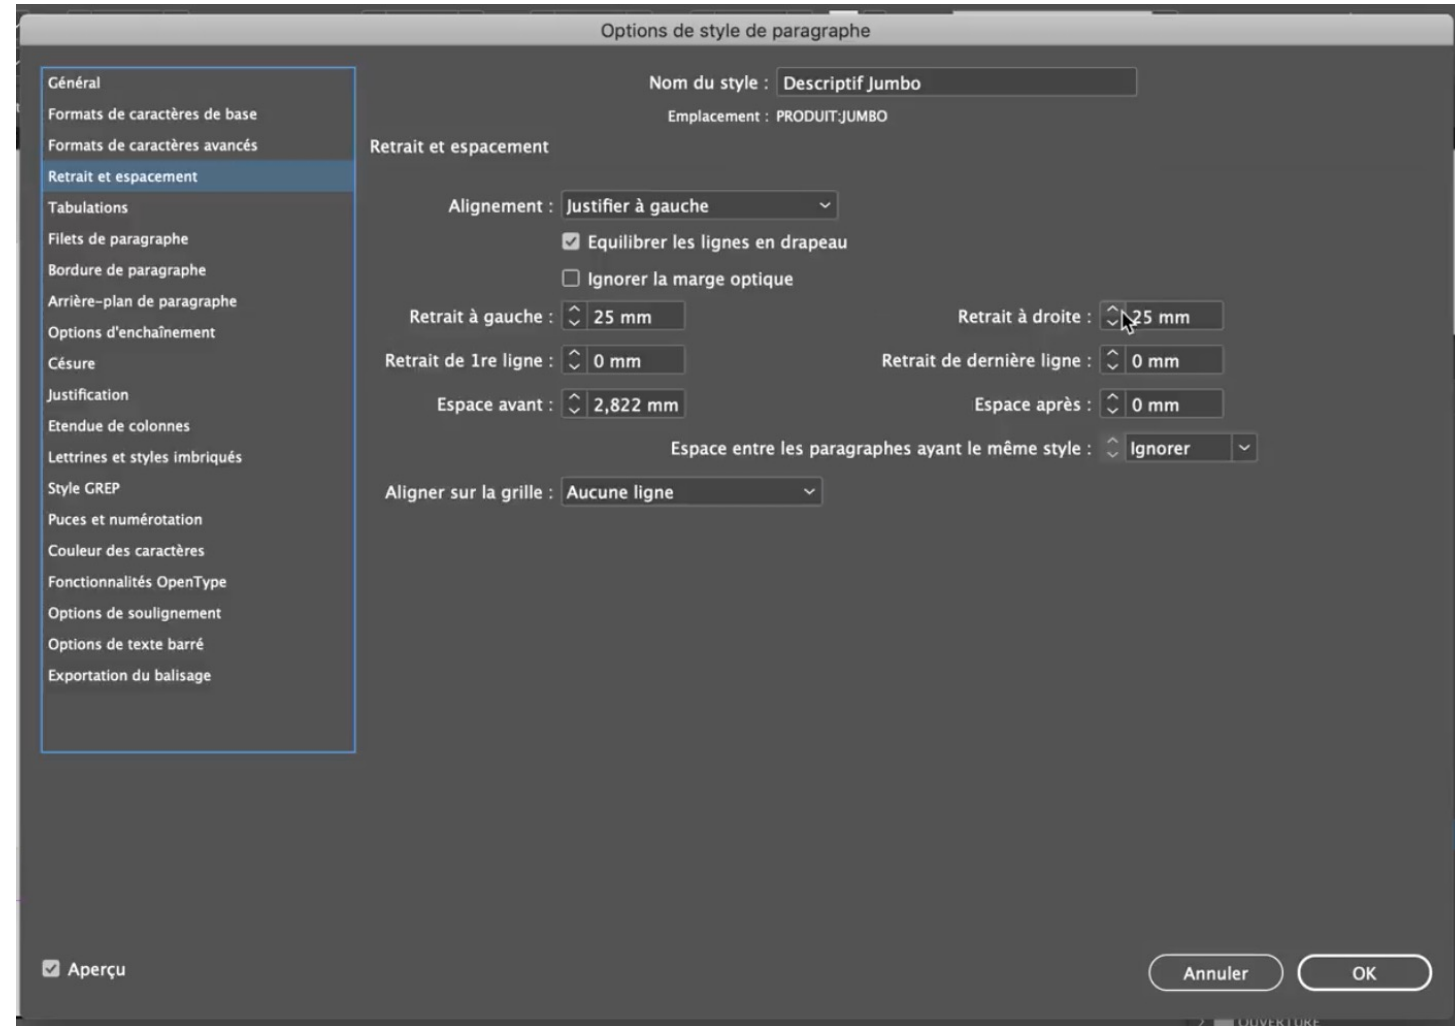 Options de style de paragraphe
Général
Formats de caractères de base
Formats de caractères avancés
Retrait et espacement
Tabulations
Filets de paragraphe
Bordure de paragraphe
Arrière-plan de paragraphe
Options d'enchaînement
Césure
Justification
Etendue de colonnes
Lettrines et styles imbriqués
Style GREP
Puces et numérotation
Couleur des caractères
Fonctionnalités OpenType
Options de soulignement
Options de texte barré
Exportation du balisage
Nom du style : Descriptif Jumbo
Emplacement : PRODUIT:JUMBO
Retrait et espacement
Alignement : Justifier à gauche
Equilibrer les lignes en drapeau
Ignorer la marge optique
Retrait à gauche : 25 mm Retrait à droite : 25 mm
Retrait de 1re ligne : 0 mm Retrait de dernière ligne : 0 mm
Espace avant : 2,822 mm Espace après : 0 mm
Espace entre les paragraphes ayant le même style : Ignorer
Aligner sur la grille : Aucune ligne
Aperçu
Annuler OK
OUVERTURE